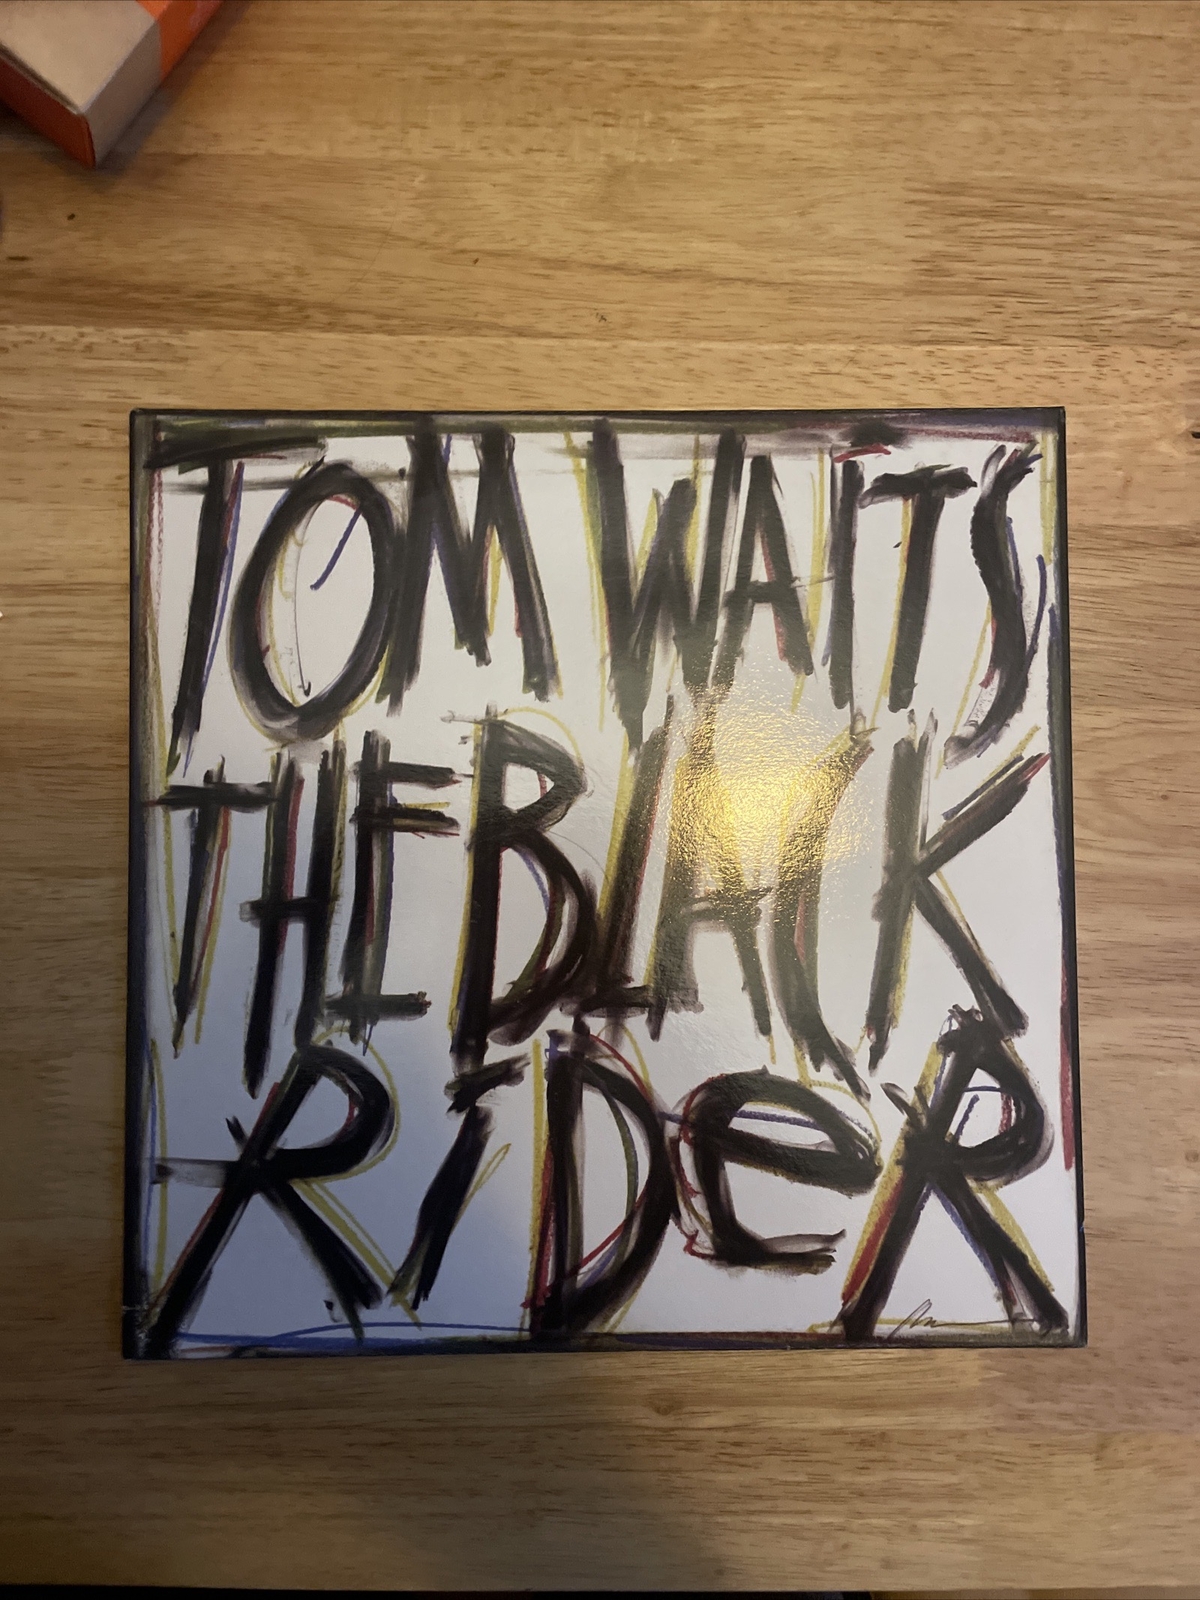 TOM WAITS
THE BLACK
RiDeR